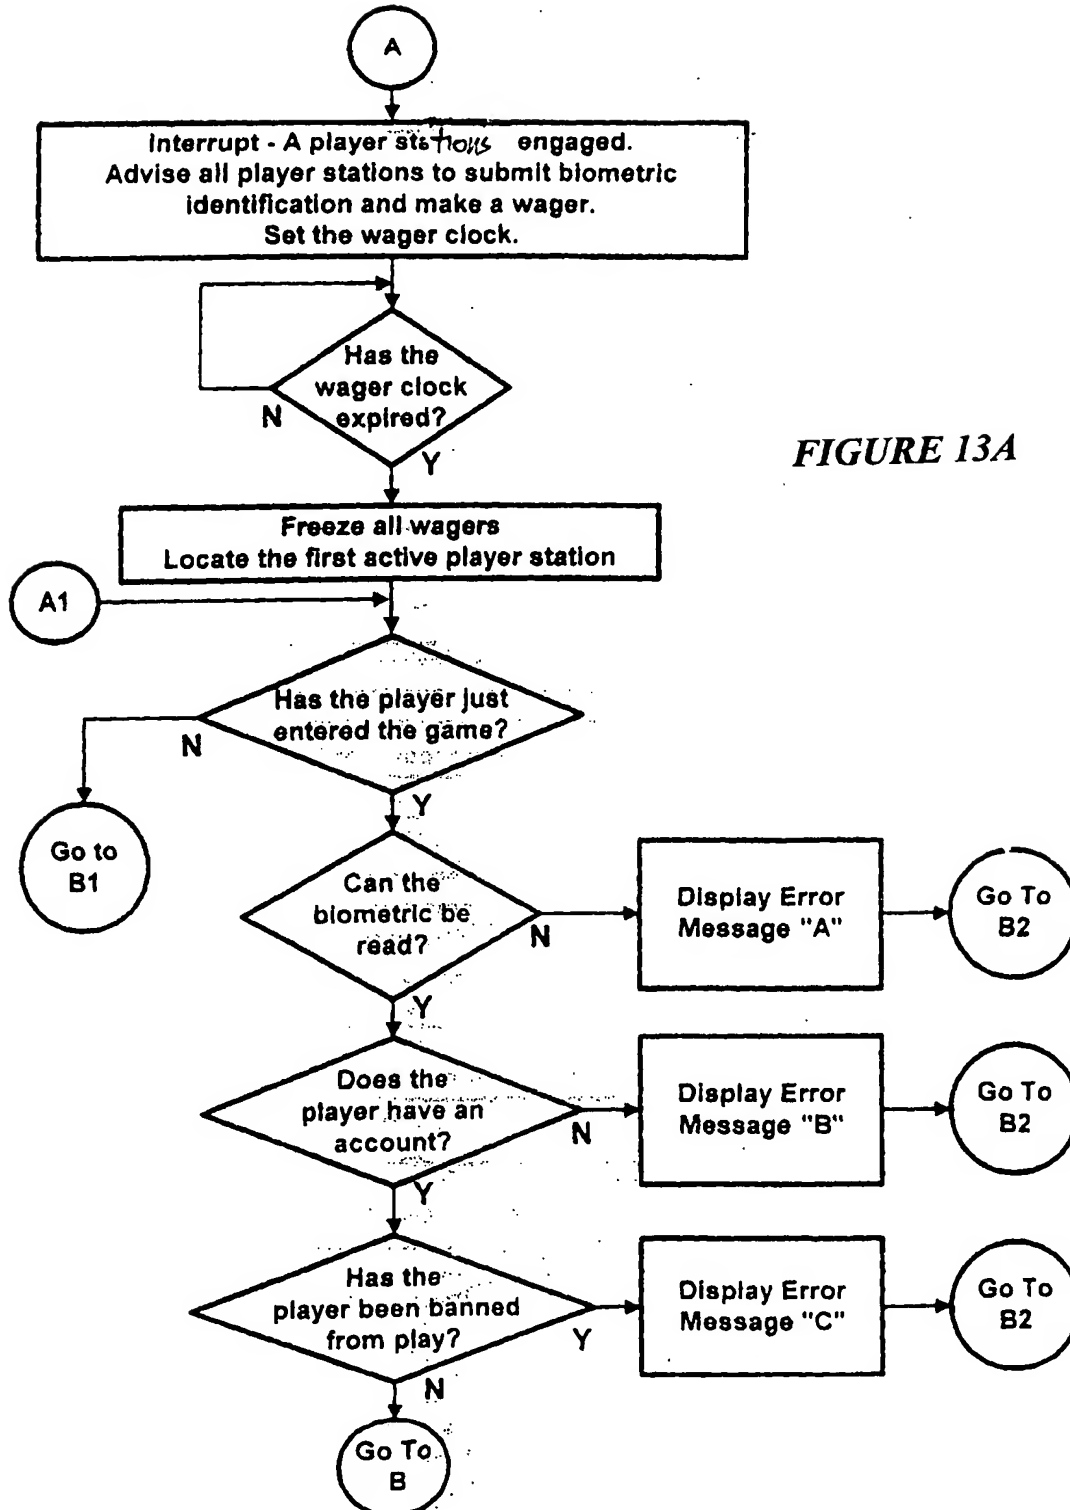 A
Interrupt - A player stations engaged.
Advise all player stations to submit biometric
identification and make a wager.
Set the wager clock.
Has the
wager clock
expired?
N
Y
FIGURE 13A
Freeze all wagers
Locate the first active player station
A1
Has the player just
entered the game?
N
Y
Go to
B1
Can the
biometric be
read?
N
Y
Display Error
Message "A"
Go To
B2
Does the
player have an
account?
N
Y
Display Error
Message "B"
Go To
B2
Has the
player been banned
from play?
Y
N
Display Error
Message "C"
Go To
B2
Go To
B